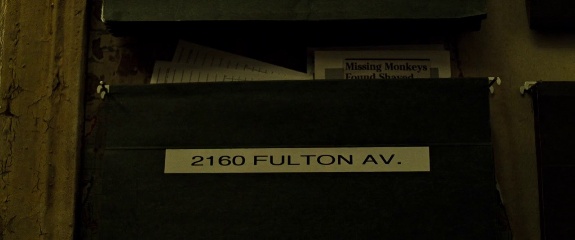 Missing Monkeys
Found Shaved
2160 FULTON AV.